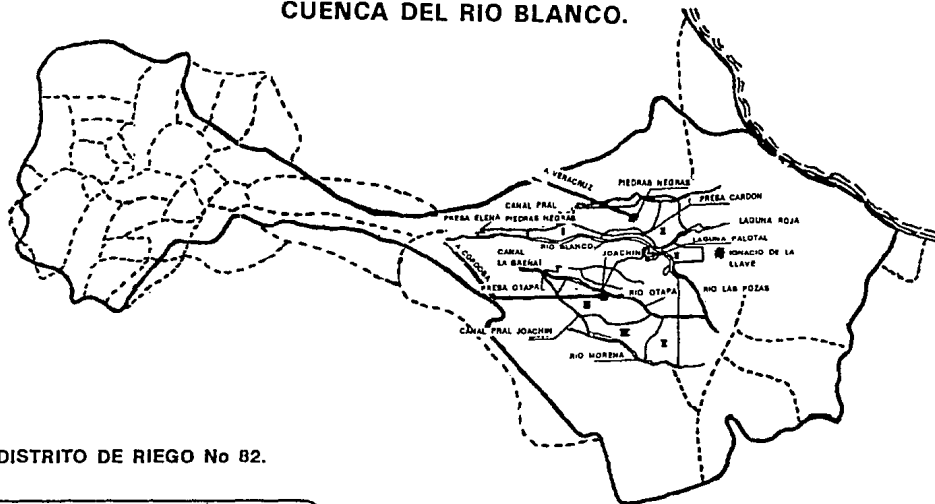 CUENCA DEL RIO BLANCO.
A. VERACRUZ
PIEDRAS NEGRAS
CANAL PRAL
PIEDRAS NEGRAS
PRESA CARDON
PRESA ELENA
I
I
LAGUNA ROJA
RIO BLANCO
LAGUNA PALOTAL
A. CORDOBA
CANAL
JOACHIN
IGNACIO DE LA
LLAVE
PRESA OTAPA
RIO OTAPA
RIO LAS POZAS
CANAL PRAL JOACHIN
RIO MORENA
DISTRITO DE RIEGO No 82.